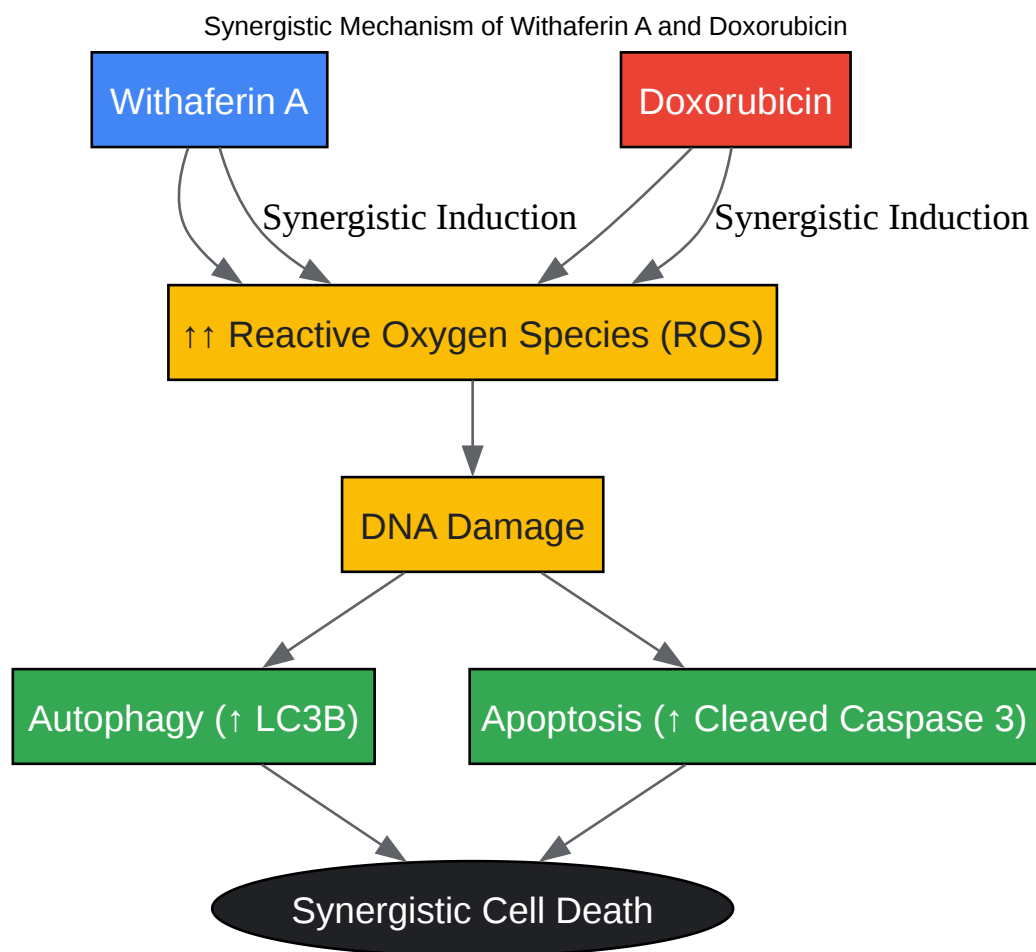 Synergistic Mechanism of Withaferin A and Doxorubicin
Withaferin A
Doxorubicin
Synergistic Induction
Synergistic Induction
↑↑ Reactive Oxygen Species (ROS)
DNA Damage
Autophagy (↑ LC3B)
Apoptosis (↑ Cleaved Caspase 3)
Synergistic Cell Death